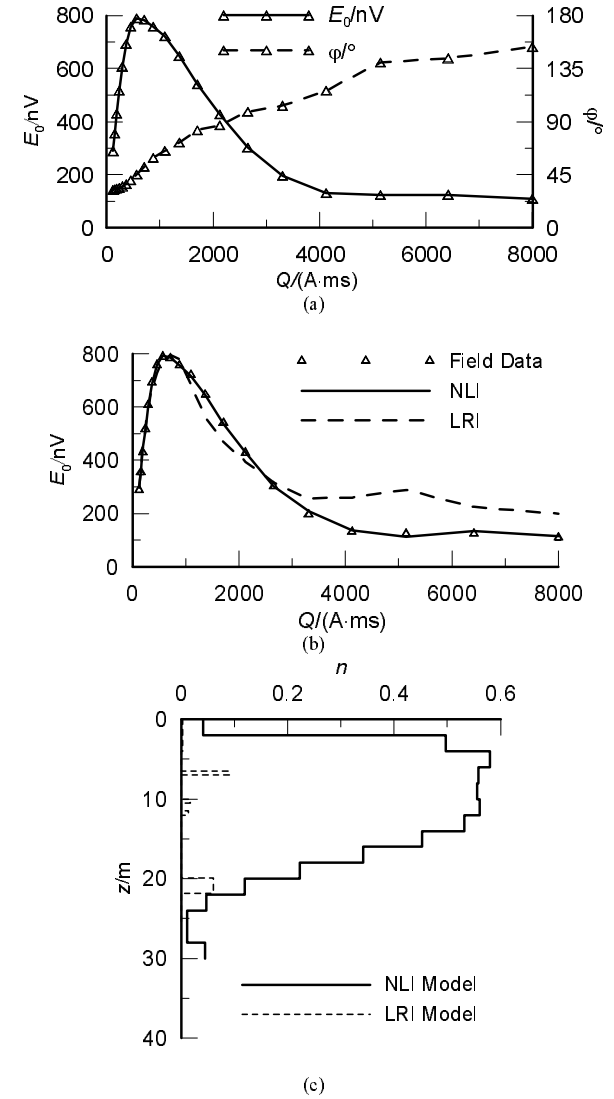 E₀/nV
φ/°
800
600
400
200
0
E₀/nV
180
135
90
45
0
φ/°
0 2000 4000 6000 8000
Q/(A·ms)
(a)
800
600
400
200
0
E₀/nV
Field Data
NLI
LRI
0 2000 4000 6000 8000
Q/(A·ms)
(b)
n
0 0.2 0.4 0.6
0
10
20
30
40
z/m
NLI Model
LRI Model
(c)